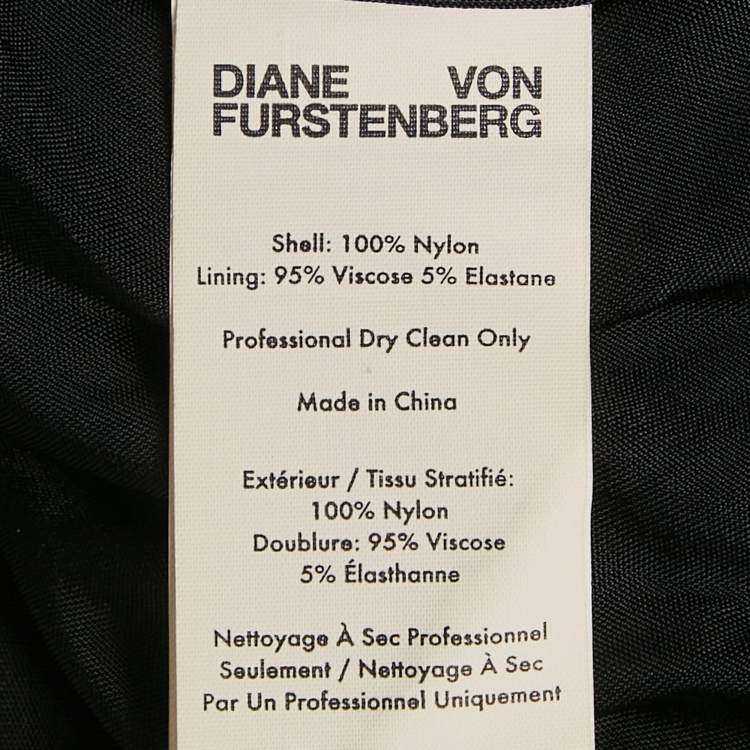 DIANE VON
FURSTENBERG
Shell: 100% Nylon
Lining: 95% Viscose 5% Elastane
Professional Dry Clean Only
Made in China
Extérieur / Tissu Stratifié:
100% Nylon
Doublure: 95% Viscose
5% Élasthanne
Nettoyage À Sec Professionnel
Seulement / Nettoyage À Sec
Par Un Professionnel Uniquement